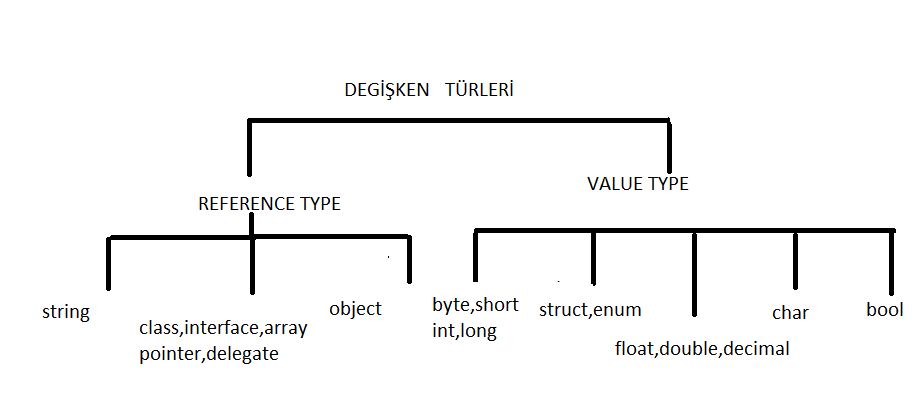 DEGİŞKEN TÜRLERİ
REFERENCE TYPE
VALUE TYPE
string
class,interface,array
pointer,delegate
object
byte,short
int,long
struct,enum
float,double,decimal
char
bool